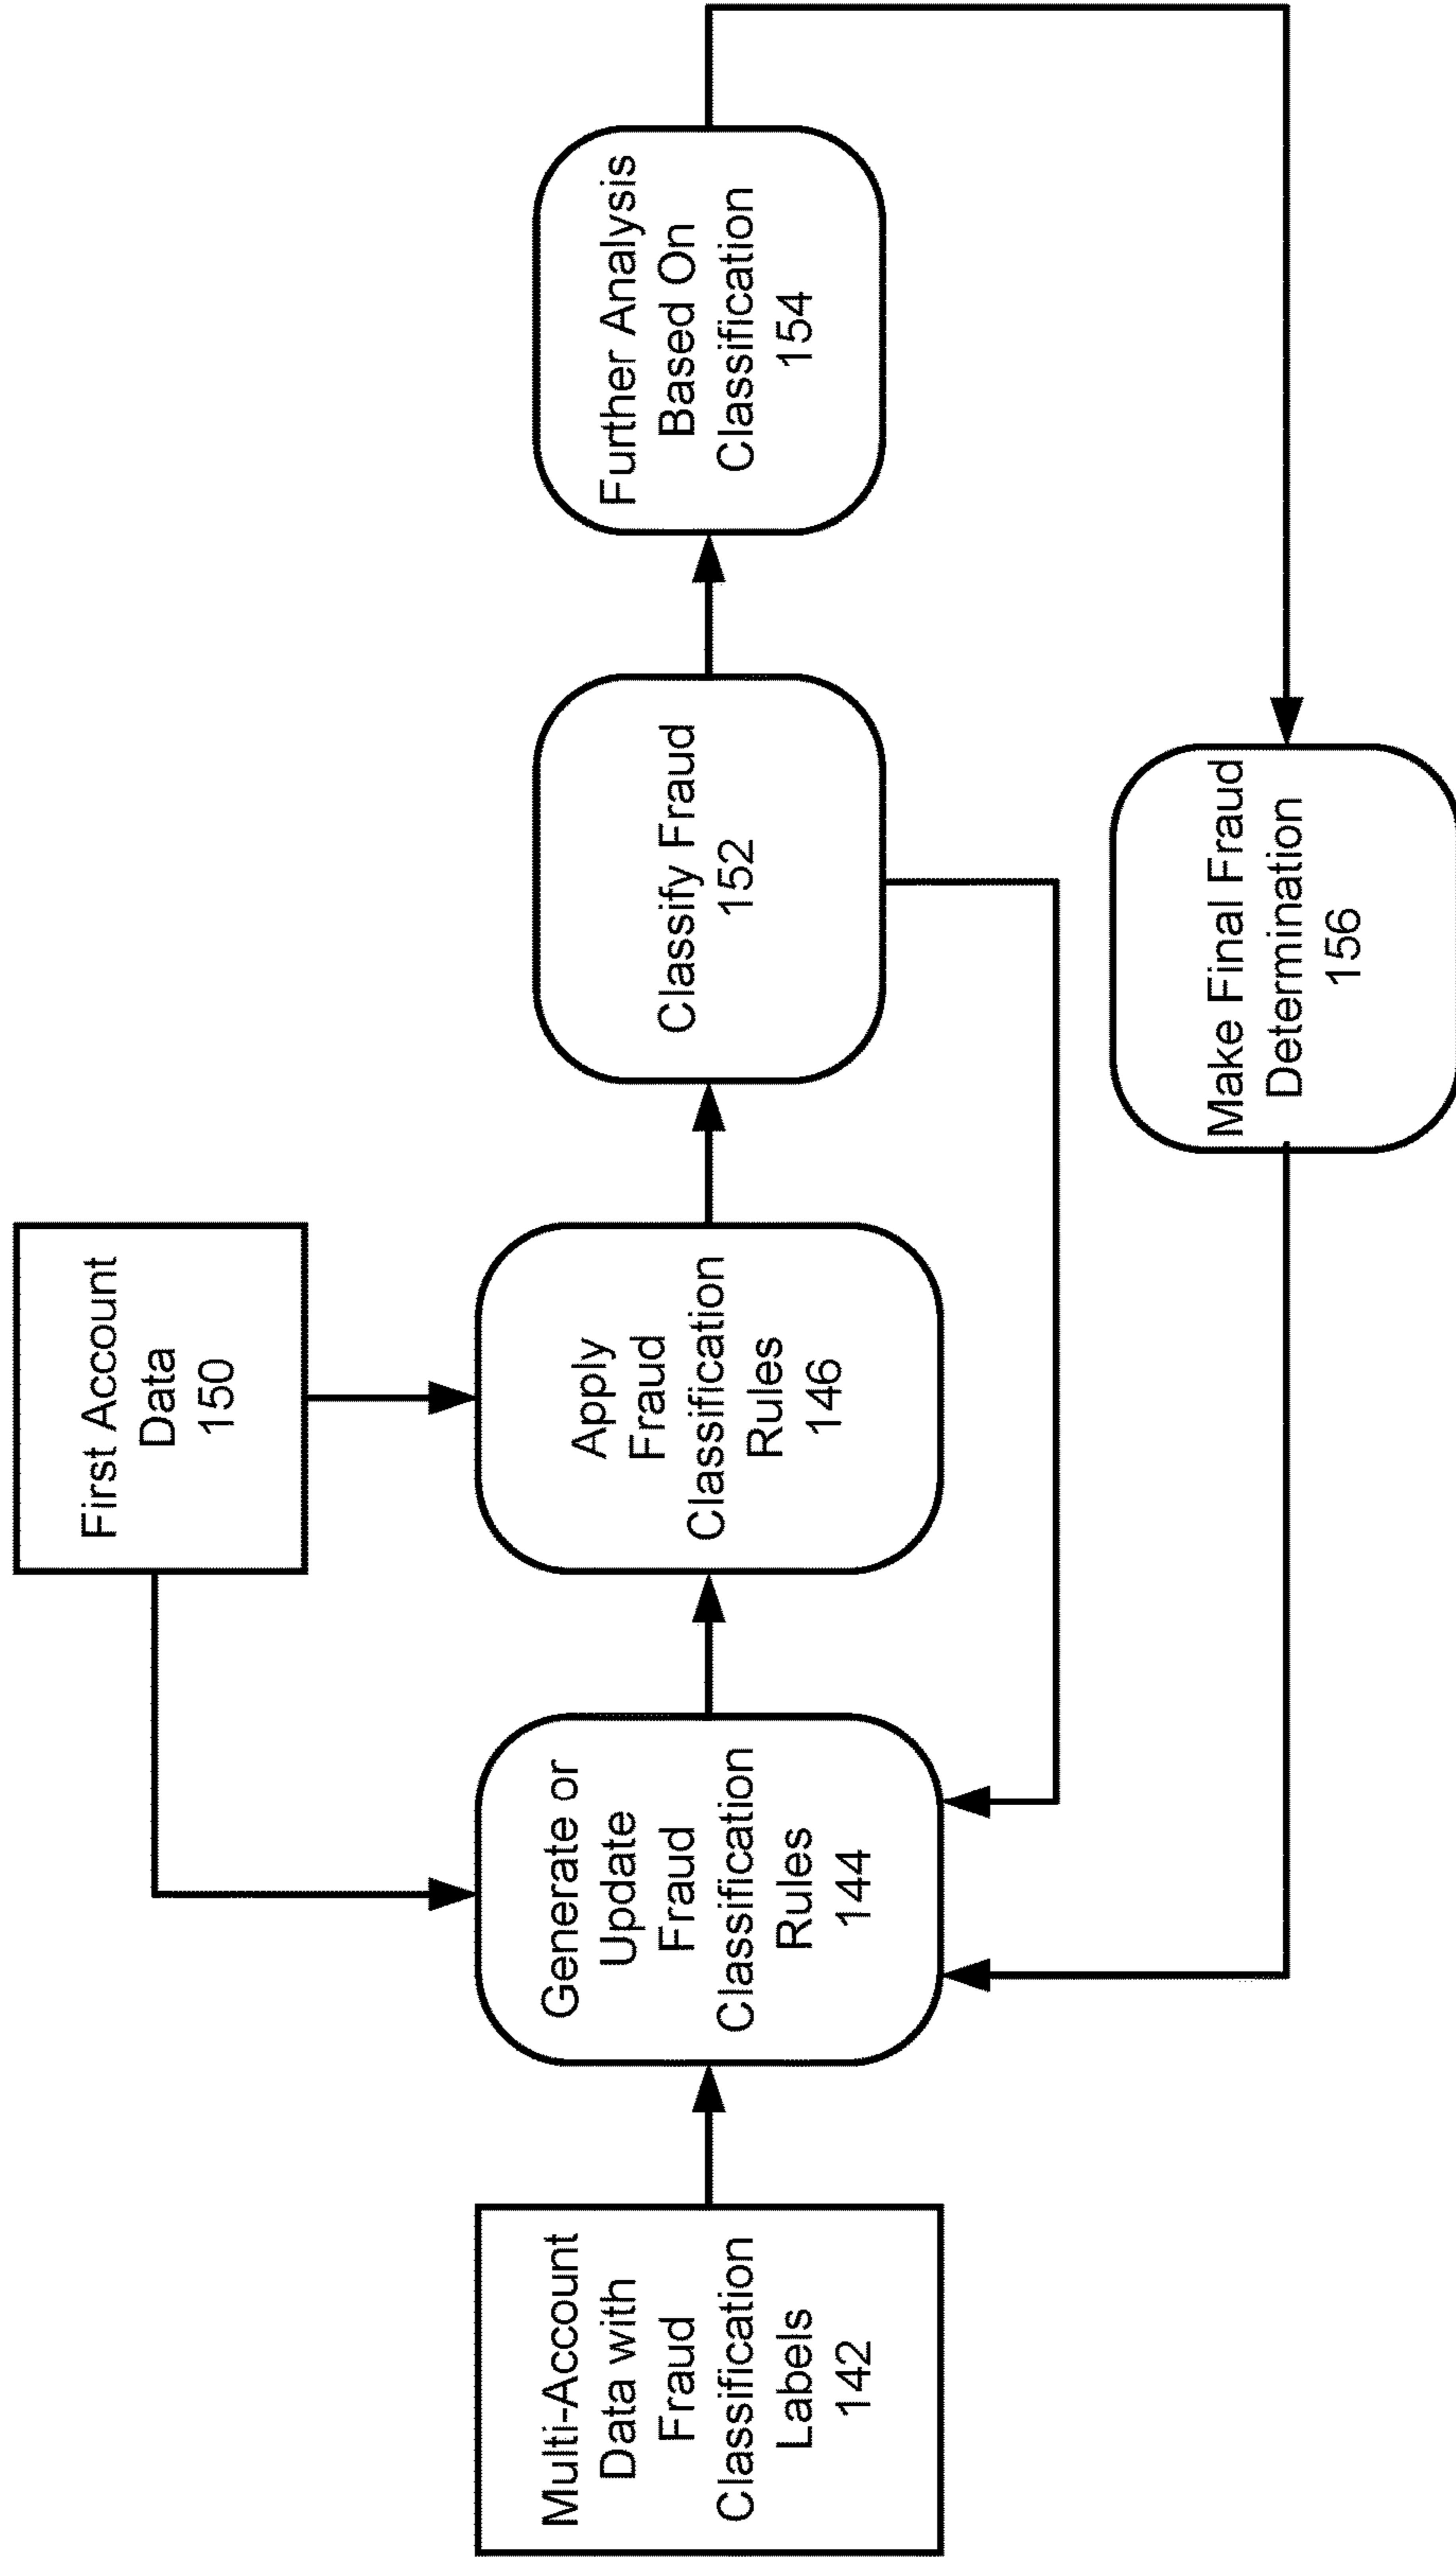 First Account
Data
150
Multi-Account
Data with
Fraud
Classification
Labels
142
Generate or
Update
Fraud
Classification
Rules
144
Apply
Fraud
Classification
Rules
146
Classify Fraud
152
Further Analysis
Based On
Classification
154
Make Final Fraud
Determination
156